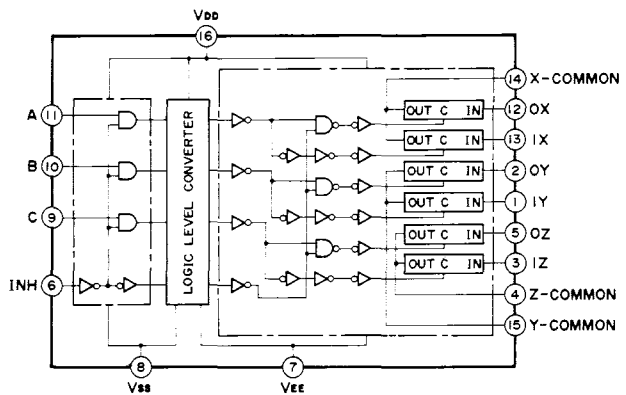 VDD
16
A 11
B 10
C 9
INH 6
LOGIC LEVEL CONVERTER
OUT C IN
OUT C IN
OUT C IN
OUT C IN
OUT C IN
OUT C IN
14 X-COMMON
12 0X
13 1X
2 0Y
1 1Y
5 0Z
3 1Z
4 Z-COMMON
15 Y-COMMON
8
VSS
7
VEE